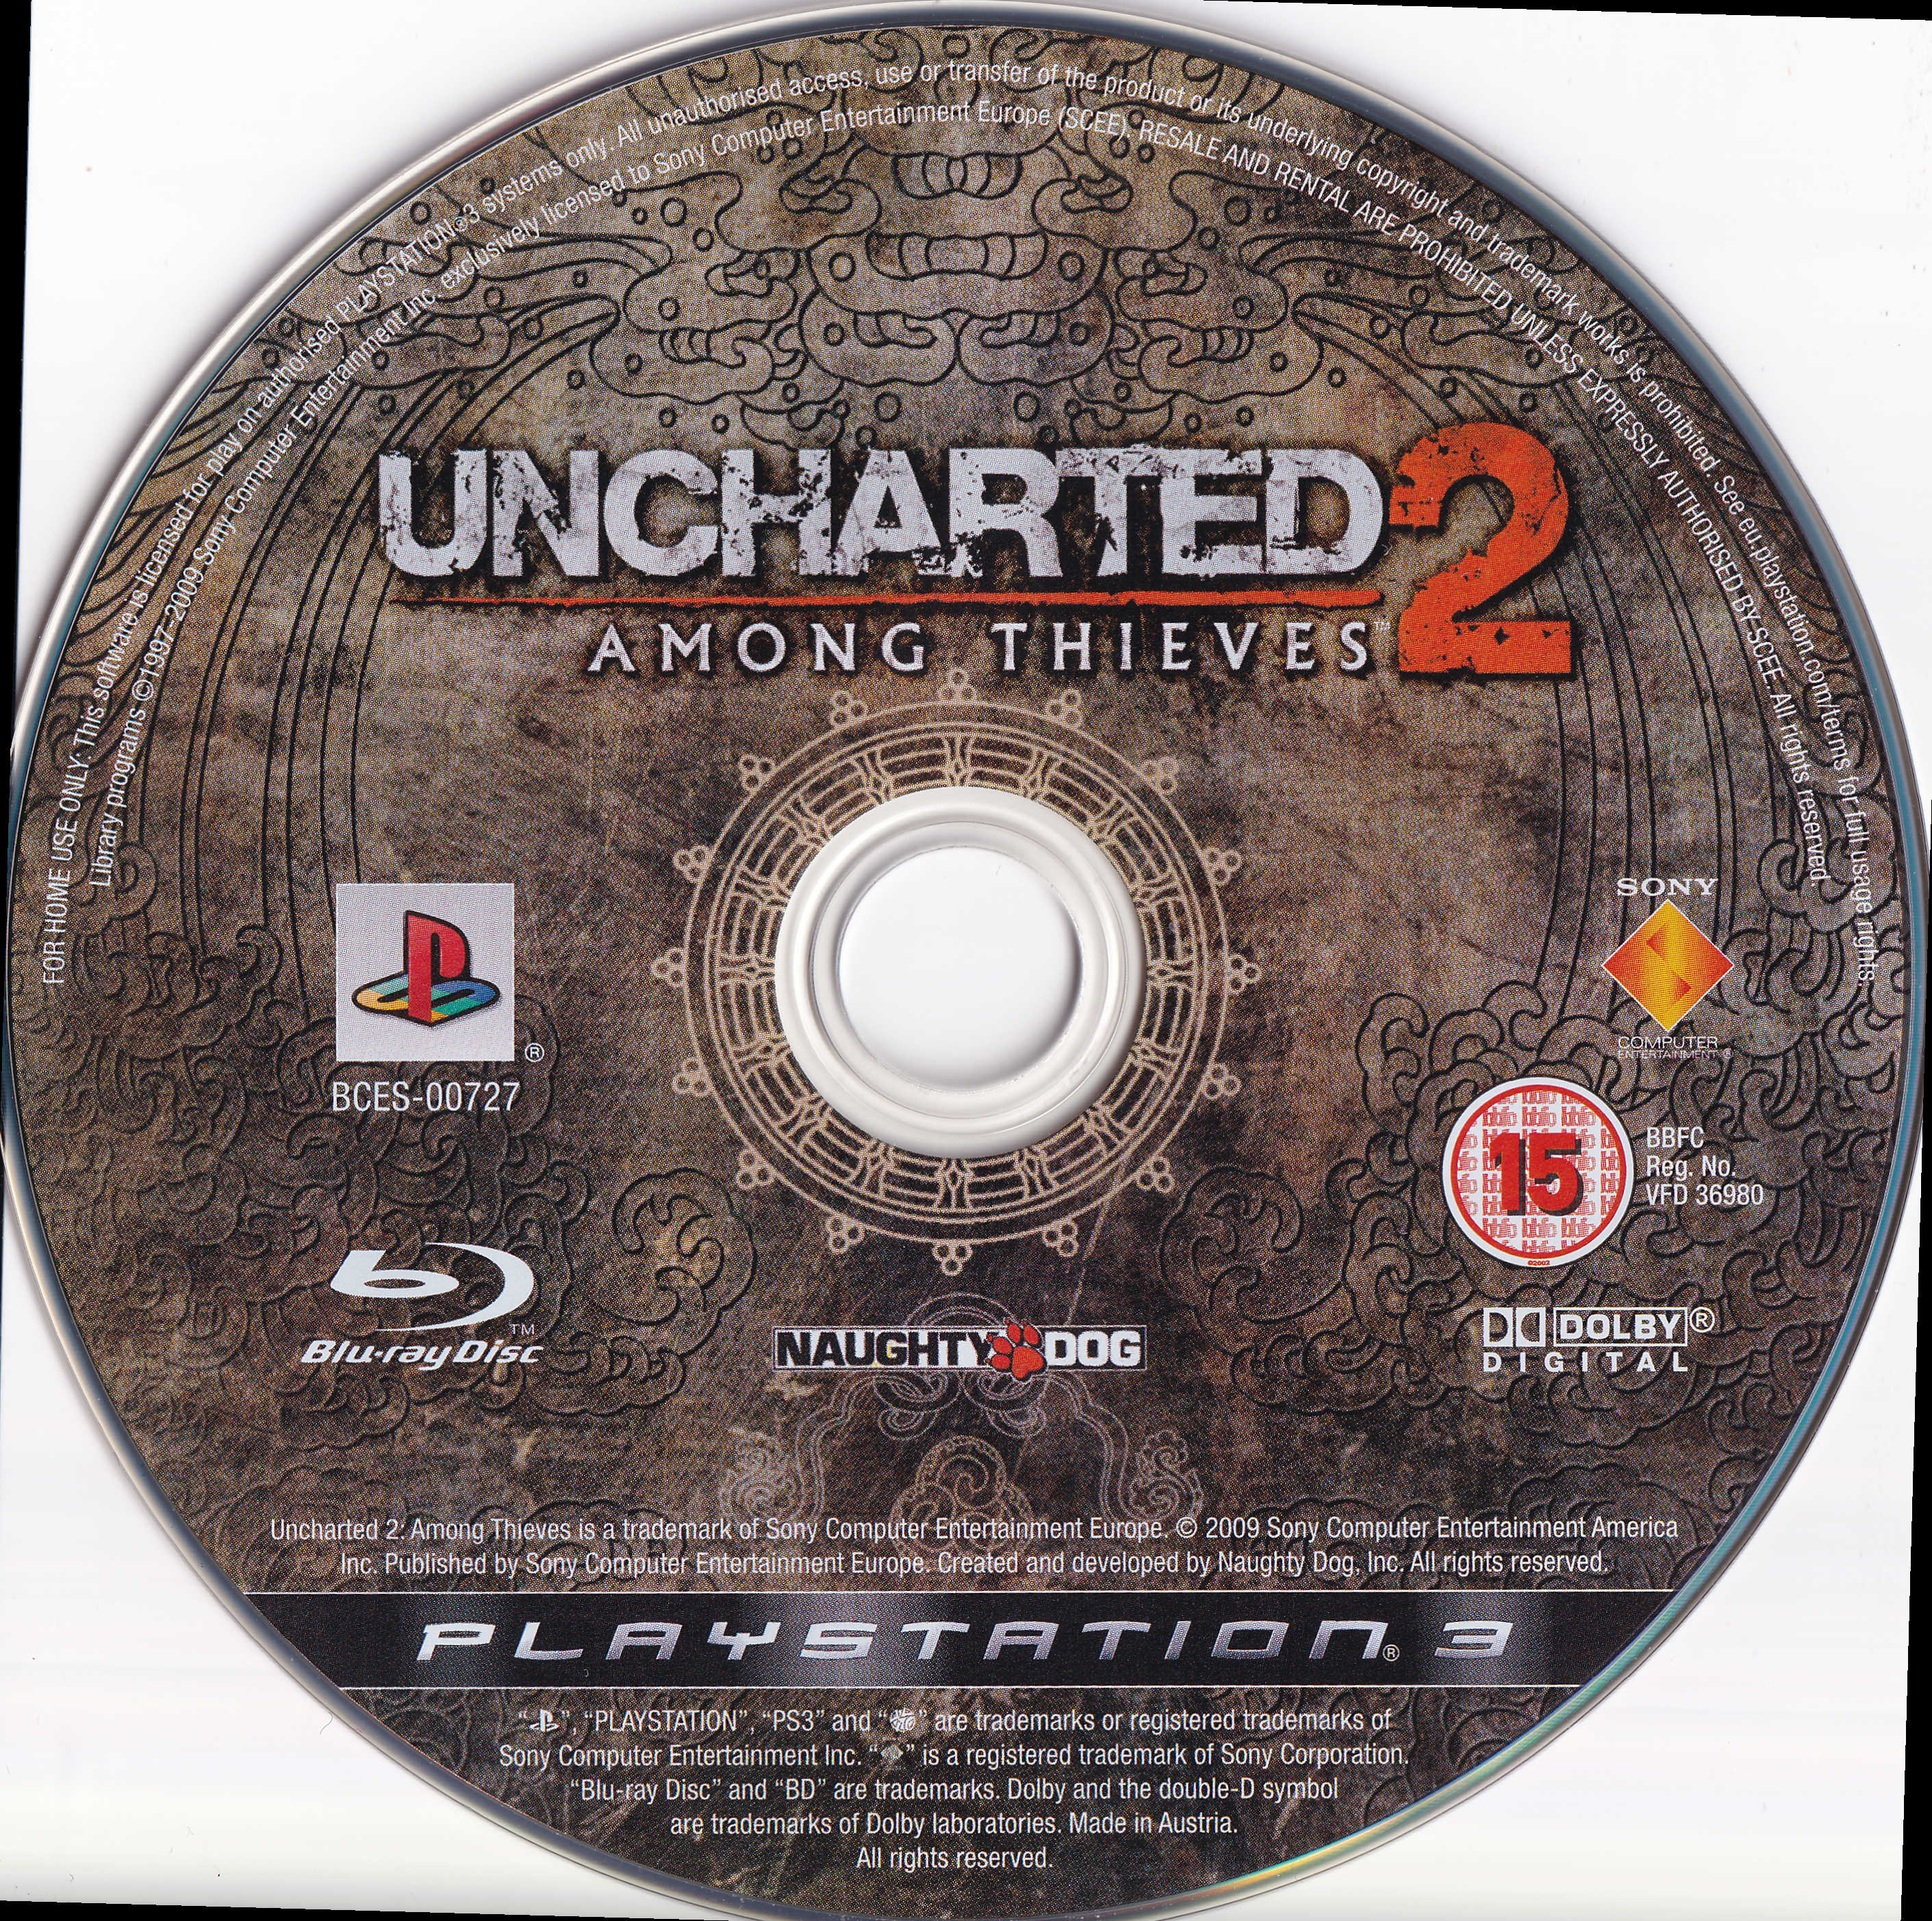 FOR HOME USE ONLY. This software is licensed for play on authorised PLAYSTATION®3 systems only. All unauthorised access, use or transfer of the product or its underlying copyright and trademark works is prohibited. See eu.playstation.com/terms for full usage rights.
Library programs © 1997-2009 Sony Computer Entertainment Inc. exclusively licensed to Sony Computer Entertainment Europe (SCEE). RESALE AND RENTAL ARE PROHIBITED UNLESS EXPRESSLY AUTHORISED BY SCEE. All rights reserved.
UNCHARTED 2
AMONG THIEVES™
®
BCES-00727
SONY
COMPUTER
ENTERTAINMENT ®
15
BBFC
Reg. No.
VFD 36980
02003
Blu-ray Disc™
NAUGHTY DOG
DOLBY®
DIGITAL
Uncharted 2: Among Thieves is a trademark of Sony Computer Entertainment Europe. © 2009 Sony Computer Entertainment America
Inc. Published by Sony Computer Entertainment Europe. Created and developed by Naughty Dog, Inc. All rights reserved.
PLAYSTATION® 3
“ ”, “PLAYSTATION”, “PS3” and “ ” are trademarks or registered trademarks of
Sony Computer Entertainment Inc. “ ” is a registered trademark of Sony Corporation.
“Blu-ray Disc” and “BD” are trademarks. Dolby and the double-D symbol
are trademarks of Dolby laboratories. Made in Austria.
All rights reserved.